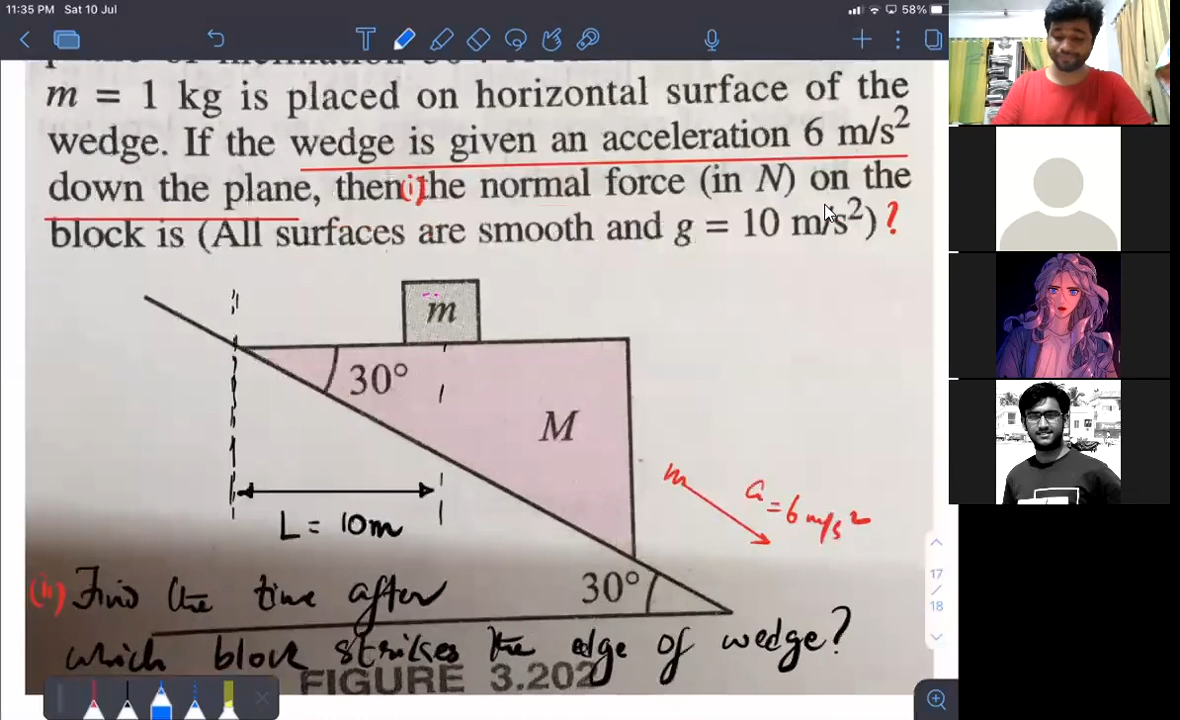 11:35 PM Sat 10 Jul
58%
m = 1 kg is placed on horizontal surface of the
wedge. If the wedge is given an acceleration 6 m/s²
down the plane, then (i) the normal force (in N) on the
block is (All surfaces are smooth and g = 10 m/s²) ?
m
30°
M
m
a = 6 m/s²
L = 10m
30°
(ii) Find the time after
which block strikes the edge of wedge?
FIGURE 3.202
17
/
18